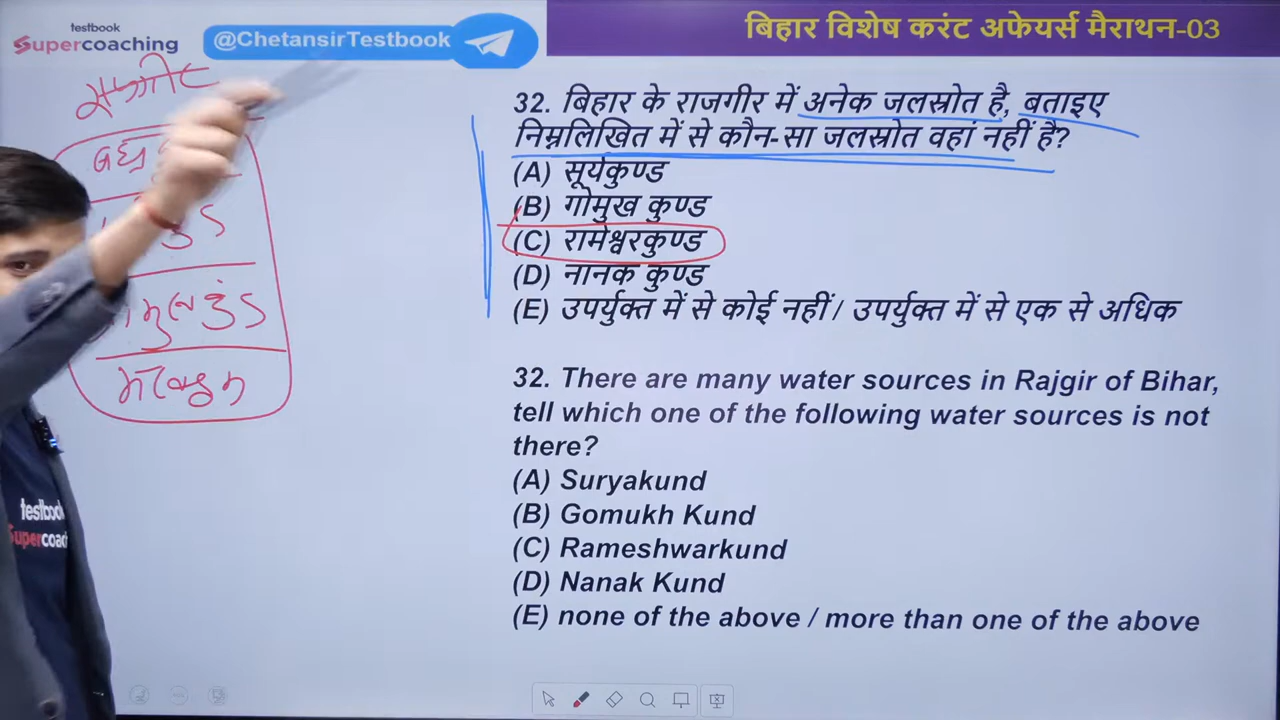 testbook
Supercoaching
@ChetansirTestbook
बिहार विशेष करंट अफेयर्स मैराथन-03
32. बिहार के राजगीर में अनेक जलस्रोत है, बताइए
निम्नलिखित में से कौन-सा जलस्रोत वहां नहीं है?
(A) सूर्यकुण्ड
(B) गोमुख कुण्ड
(C) रामेश्वरकुण्ड
(D) नानक कुण्ड
(E) उपर्युक्त में से कोई नहीं/ उपर्युक्त में से एक से अधिक
32. There are many water sources in Rajgir of Bihar,
tell which one of the following water sources is not
there?
(A) Suryakund
(B) Gomukh Kund
(C) Rameshwarkund
(D) Nanak Kund
(E) none of the above / more than one of the above
testbook
Supercoac